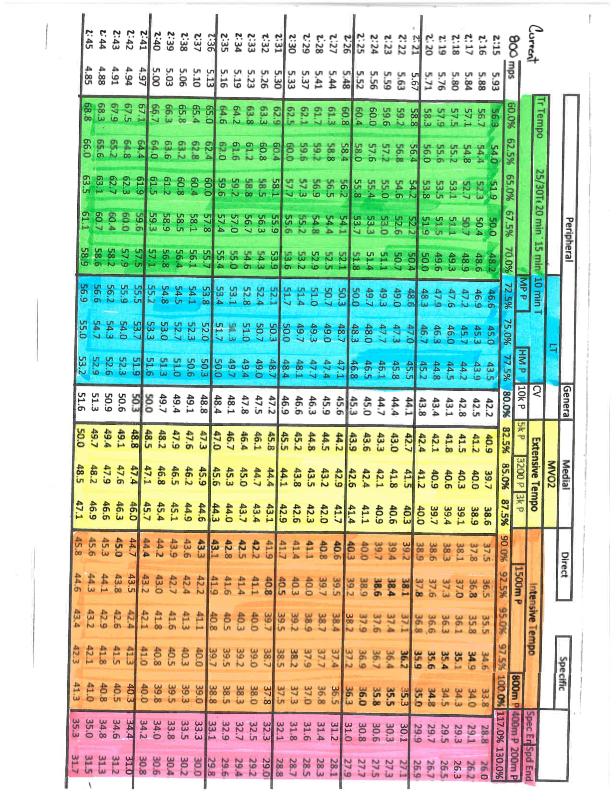 Current
Peripheral LT General Medial Direct Specific
CV MVO2
Tr Tempo 25/30Tr 20 min 15 min 10 min T Extensive Tempo Intensive Tempo Spec En Spd End
MP P HM P 10k P 5k P 3200 P 3k P 1500m P 800m P 400m P 200m P
800 mps 60.0% 62.5% 65.0% 67.5% 70.0% 72.5% 75.0% 77.5% 80.0% 82.5% 85.0% 87.5% 90.0% 92.5% 95.0% 97.5% 100.0% 117.0% 130.0%
2:15 5.93 56.3 54.0 51.9 50.0 48.2 46.6 45.0 43.5 42.2 40.9 39.7 38.6 37.5 36.5 35.5 34.6 33.8 28.8 26.0
2:16 5.88 56.7 54.4 52.3 50.4 48.6 46.9 45.3 43.9 42.5 41.2 40.0 38.9 37.8 36.8 35.8 34.9 34.0 29.1 26.2
2:17 5.84 57.1 54.8 52.7 50.7 48.9 47.2 45.7 44.2 42.8 41.5 40.3 39.1 38.1 37.0 36.1 35.1 34.3 29.3 26.3
2:18 5.80 57.5 55.2 53.1 51.1 49.3 47.6 46.0 44.5 43.1 41.8 40.6 39.4 38.3 37.3 36.3 35.4 34.5 29.5 26.5
2:19 5.76 57.9 55.6 53.5 51.5 49.6 47.9 46.3 44.8 43.4 42.1 40.9 39.7 38.6 37.6 36.6 35.6 34.8 29.7 26.7
2:20 5.71 58.3 56.0 53.8 51.9 50.0 48.3 46.7 45.2 43.8 42.4 41.2 40.0 38.9 37.8 36.8 35.9 35.0 29.9 26.9
2:21 5.67 58.8 56.4 54.2 52.2 50.4 48.6 47.0 45.5 44.1 42.7 41.5 40.3 39.2 38.1 37.1 36.2 35.3 30.1 27.1
2:22 5.63 59.2 56.8 54.6 52.6 50.7 49.0 47.3 45.8 44.4 43.0 41.8 40.6 39.4 38.4 37.4 36.4 35.5 30.3 27.3
2:23 5.59 59.6 57.2 55.0 53.0 51.1 49.3 47.7 46.1 44.7 43.3 42.1 40.9 39.7 38.6 37.6 36.7 35.8 30.6 27.5
2:24 5.56 60.0 57.6 55.4 53.3 51.4 49.7 48.0 46.5 45.0 43.6 42.4 41.1 40.0 38.9 37.9 36.9 36.0 30.8 27.7
2:25 5.52 60.4 58.0 55.8 53.7 51.8 50.0 48.3 46.8 45.3 43.9 42.6 41.4 40.3 39.2 38.2 37.2 36.3 31.0 27.9
2:26 5.48 60.8 58.4 56.2 54.1 52.1 50.3 48.7 47.1 45.6 44.2 42.9 41.7 40.6 39.5 38.4 37.4 36.5 31.2 28.1
2:27 5.44 61.3 58.8 56.5 54.4 52.5 50.7 49.0 47.4 45.9 44.5 43.2 42.0 40.8 39.7 38.7 37.7 36.8 31.4 28.3
2:28 5.41 61.7 59.2 56.9 54.8 52.9 51.0 49.3 47.7 46.3 44.8 43.5 42.3 41.1 40.0 38.9 37.9 37.0 31.6 28.5
2:29 5.37 62.1 59.6 57.3 55.2 53.2 51.4 49.7 48.1 46.6 45.2 43.8 42.6 41.4 40.3 39.2 38.2 37.3 31.8 28.7
2:30 5.33 62.5 60.0 57.7 55.6 53.6 51.7 50.0 48.4 46.9 45.5 44.1 42.9 41.7 40.5 39.5 38.5 37.5 32.1 28.8
2:31 5.30 62.9 60.4 58.1 55.9 53.9 52.1 50.3 48.7 47.2 45.8 44.4 43.1 41.9 40.8 39.7 38.7 37.8 32.3 29.0
2:32 5.26 63.3 60.8 58.5 56.3 54.3 52.4 50.7 49.0 47.5 46.1 44.7 43.4 42.2 41.1 40.0 39.0 38.0 32.5 29.2
2:33 5.23 63.8 61.2 58.8 56.7 54.6 52.8 51.0 49.4 47.8 46.4 45.0 43.7 42.5 41.4 40.3 39.2 38.3 32.7 29.4
2:34 5.19 64.2 61.6 59.2 57.0 55.0 53.1 51.3 49.7 48.1 46.7 45.3 44.0 42.8 41.6 40.5 39.5 38.5 32.9 29.6
2:35 5.16 64.6 62.0 59.6 57.4 55.4 53.4 51.7 50.0 48.4 47.0 45.6 44.3 43.1 41.9 40.8 39.7 38.8 33.1 29.8
2:36 5.13 65.0 62.4 60.0 57.8 55.7 53.8 52.0 50.3 48.8 47.3 45.9 44.6 43.3 42.2 41.1 40.0 39.0 33.3 30.0
2:37 5.10 65.4 62.8 60.4 58.1 56.1 54.1 52.3 50.6 49.1 47.6 46.2 44.9 43.6 42.4 41.3 40.3 39.3 33.5 30.2
2:38 5.06 65.8 63.2 60.8 58.5 56.4 54.5 52.7 51.0 49.4 47.9 46.5 45.1 43.9 42.7 41.6 40.5 39.5 33.8 30.4
2:39 5.03 66.3 63.6 61.2 58.9 56.8 54.8 53.0 51.3 49.7 48.2 46.8 45.4 44.2 43.0 41.8 40.8 39.8 34.0 30.6
2:40 5.00 66.7 64.0 61.5 59.3 57.1 55.2 53.3 51.6 50.0 48.5 47.1 45.7 44.4 43.2 42.1 41.0 40.0 34.2 30.8
2:41 4.97 67.1 64.4 61.9 59.6 57.5 55.5 53.7 51.9 50.3 48.8 47.4 46.0 44.7 43.5 42.4 41.3 40.3 34.4 31.0
2:42 4.94 67.5 64.8 62.3 60.0 57.9 55.9 54.0 52.3 50.6 49.1 47.6 46.3 45.0 43.8 42.6 41.5 40.5 34.6 31.2
2:43 4.91 67.9 65.2 62.7 60.4 58.2 56.2 54.3 52.6 50.9 49.4 47.9 46.6 45.3 44.1 42.9 41.8 40.8 34.8 31.3
2:44 4.88 68.3 65.6 63.1 60.7 58.6 56.6 54.7 52.9 51.3 49.7 48.2 46.9 45.6 44.3 43.2 42.1 41.0 35.0 31.5
2:45 4.85 68.8 66.0 63.5 61.1 58.9 56.9 55.0 53.2 51.6 50.0 48.5 47.1 45.8 44.6 43.4 42.3 41.3 35.3 31.7